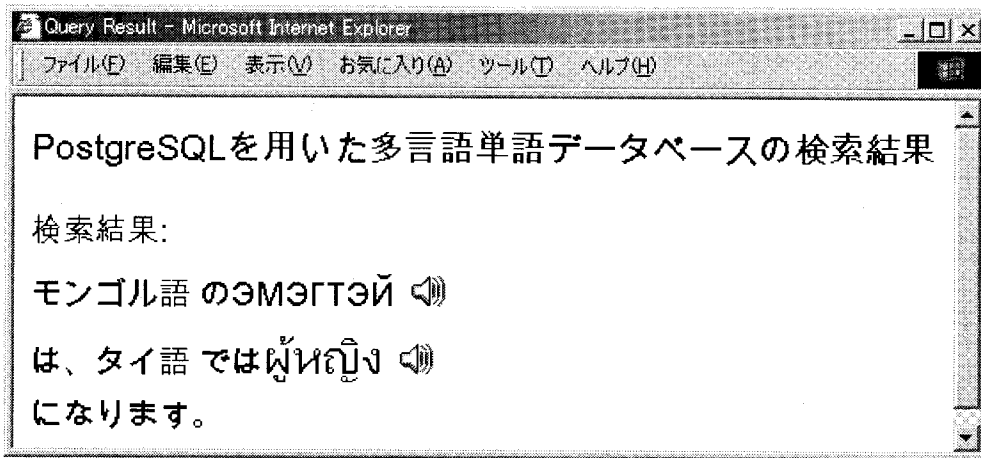 Query Result - Microsoft Internet Explorer
ファイル(F) 編集(E) 表示(V) お気に入り(A) ツール(T) ヘルプ(H)
PostgreSQLを用いた多言語単語データベースの検索結果
検索結果:
モンゴル語 のЭМЭГТЭЙ
は、タイ語 ではผู้หญิง
になります。